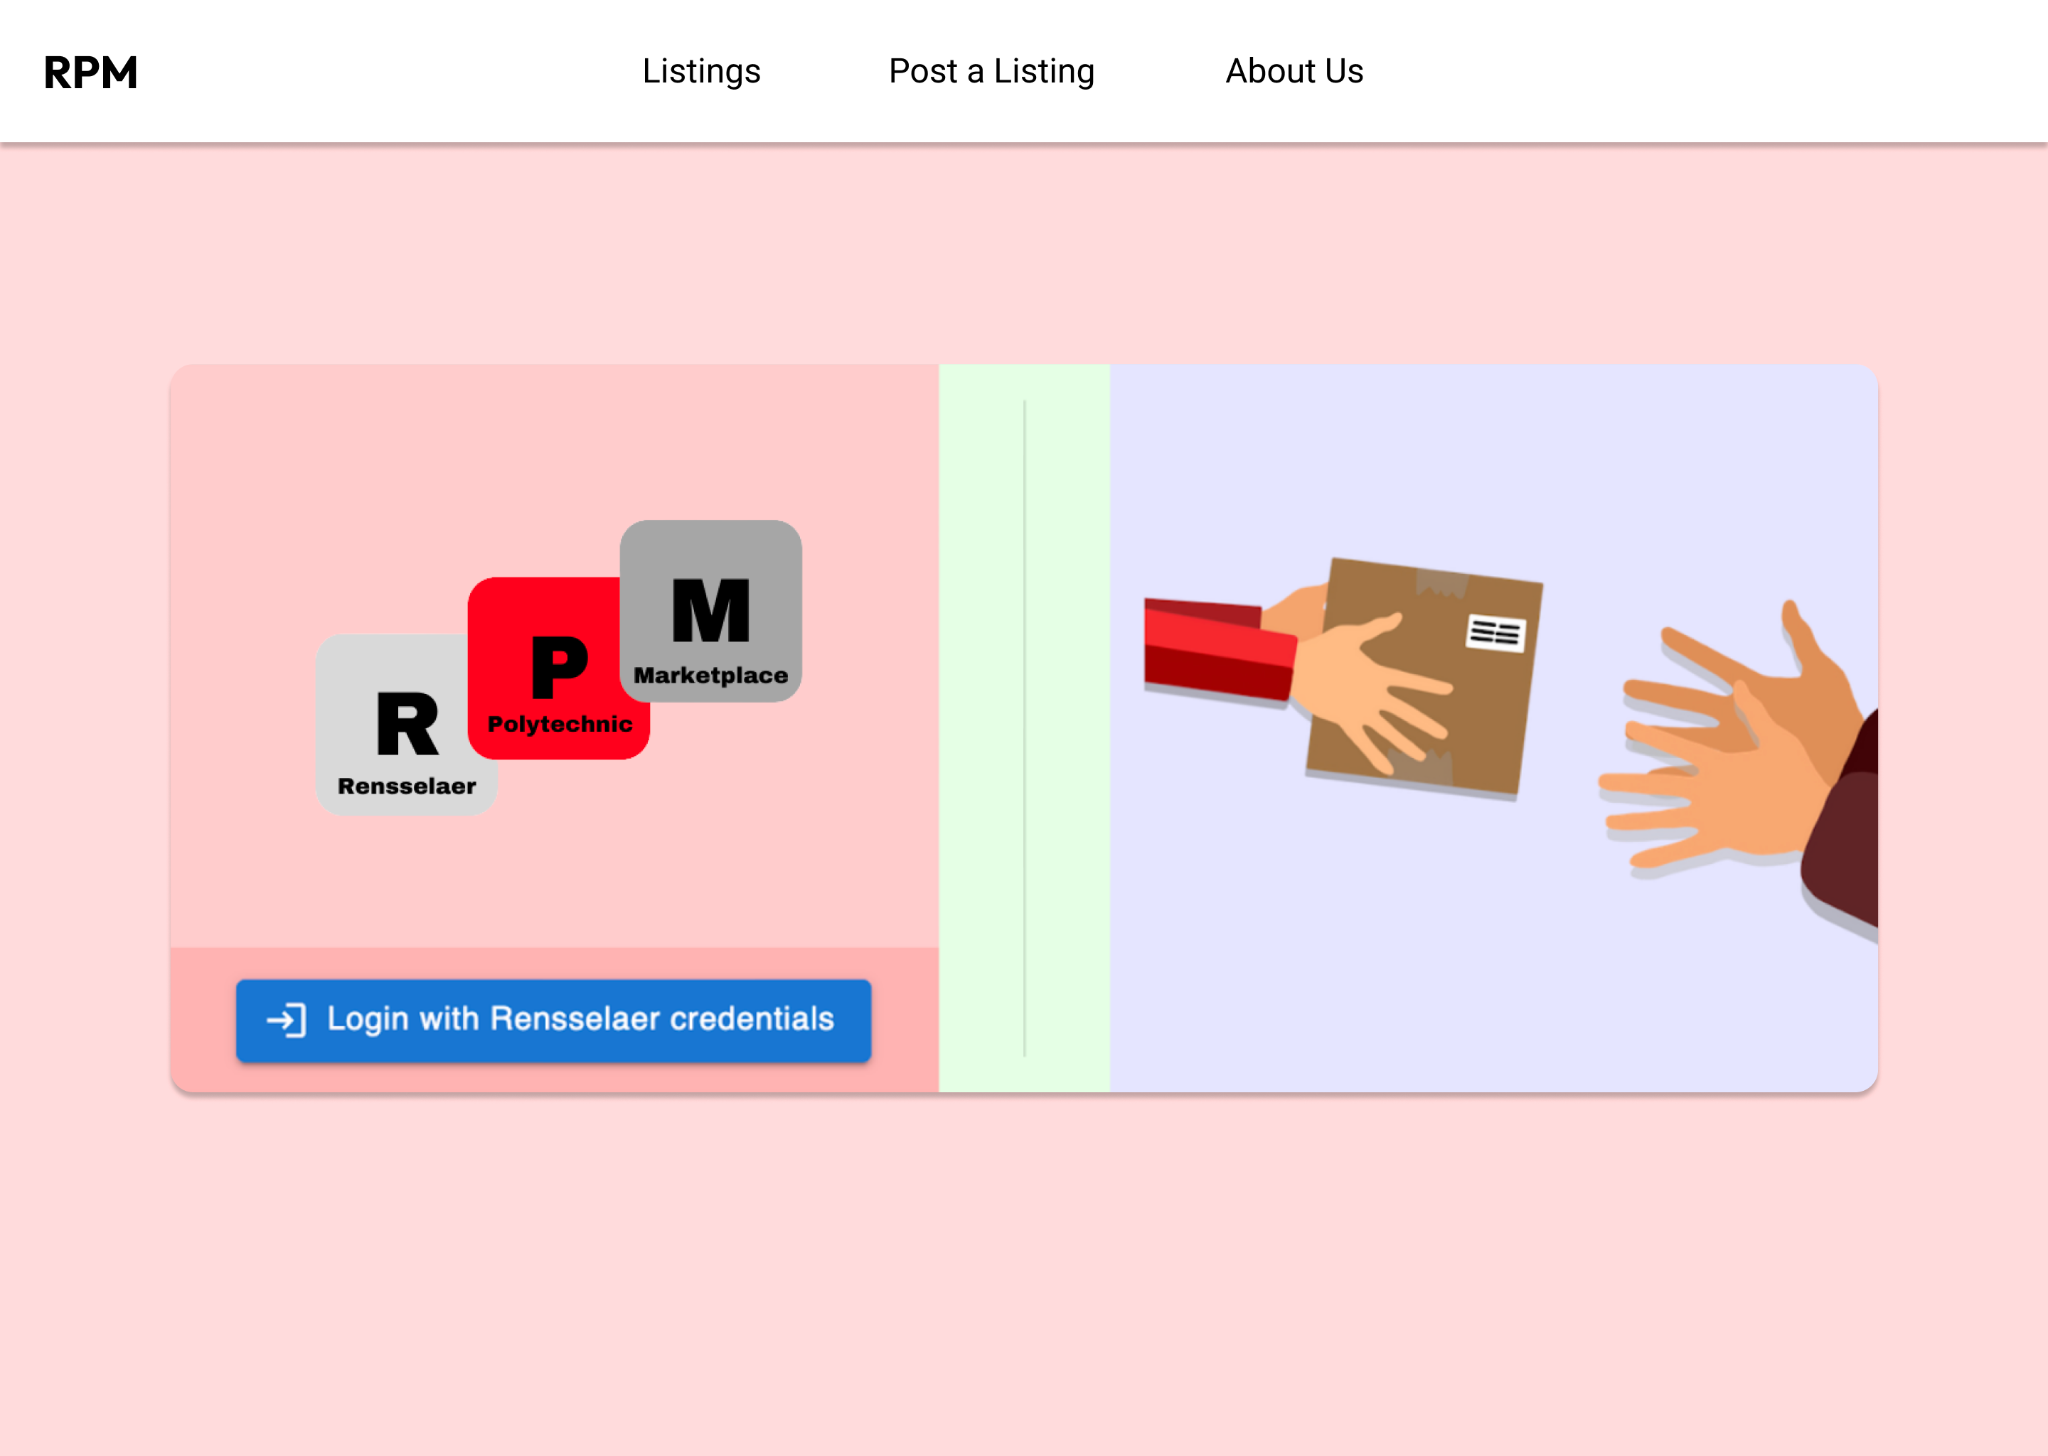 RPM
Listings
Post a Listing
About Us
R
Rensselaer
P
Polytechnic
M
Marketplace
Login with Rensselaer credentials